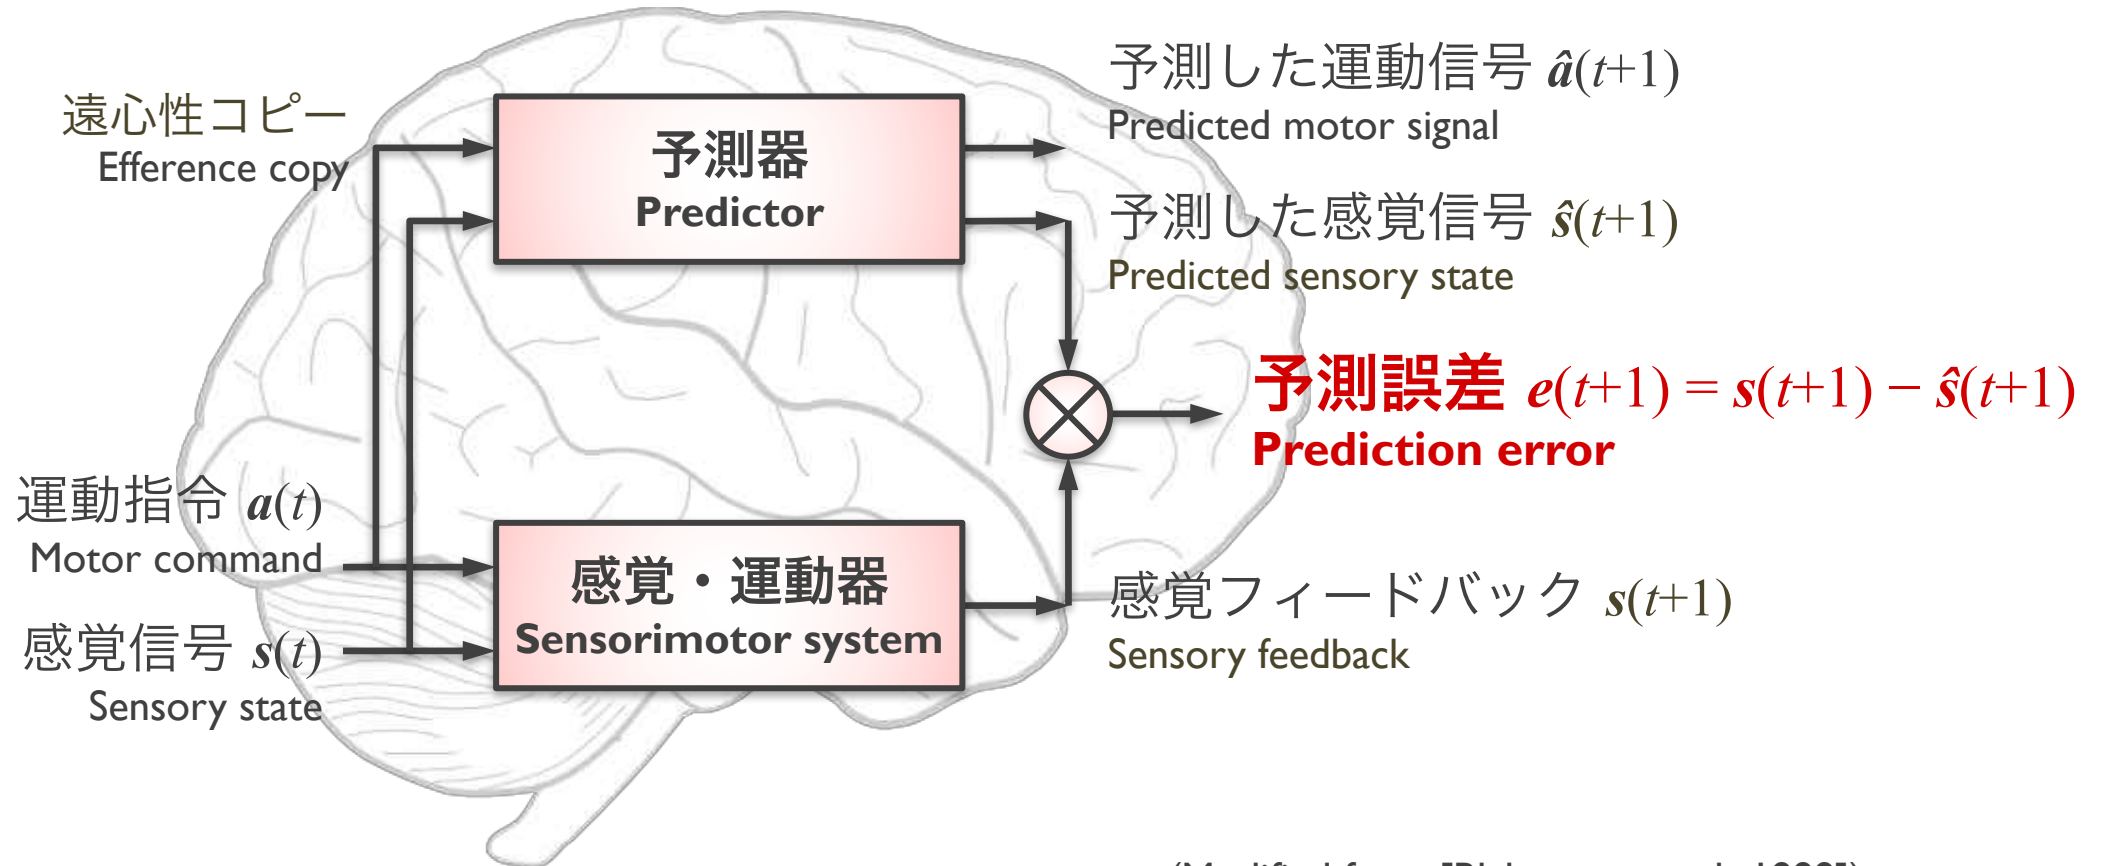 遠心性コピー
Efference copy
予測器
Predictor
予測した運動信号 â(t+1)
Predicted motor signal
予測した感覚信号 ŝ(t+1)
Predicted sensory state
予測誤差 e(t+1) = s(t+1) − ŝ(t+1)
Prediction error
運動指令 a(t)
Motor command
感覚信号 s(t)
Sensory state
感覚・運動器
Sensorimotor system
感覚フィードバック s(t+1)
Sensory feedback